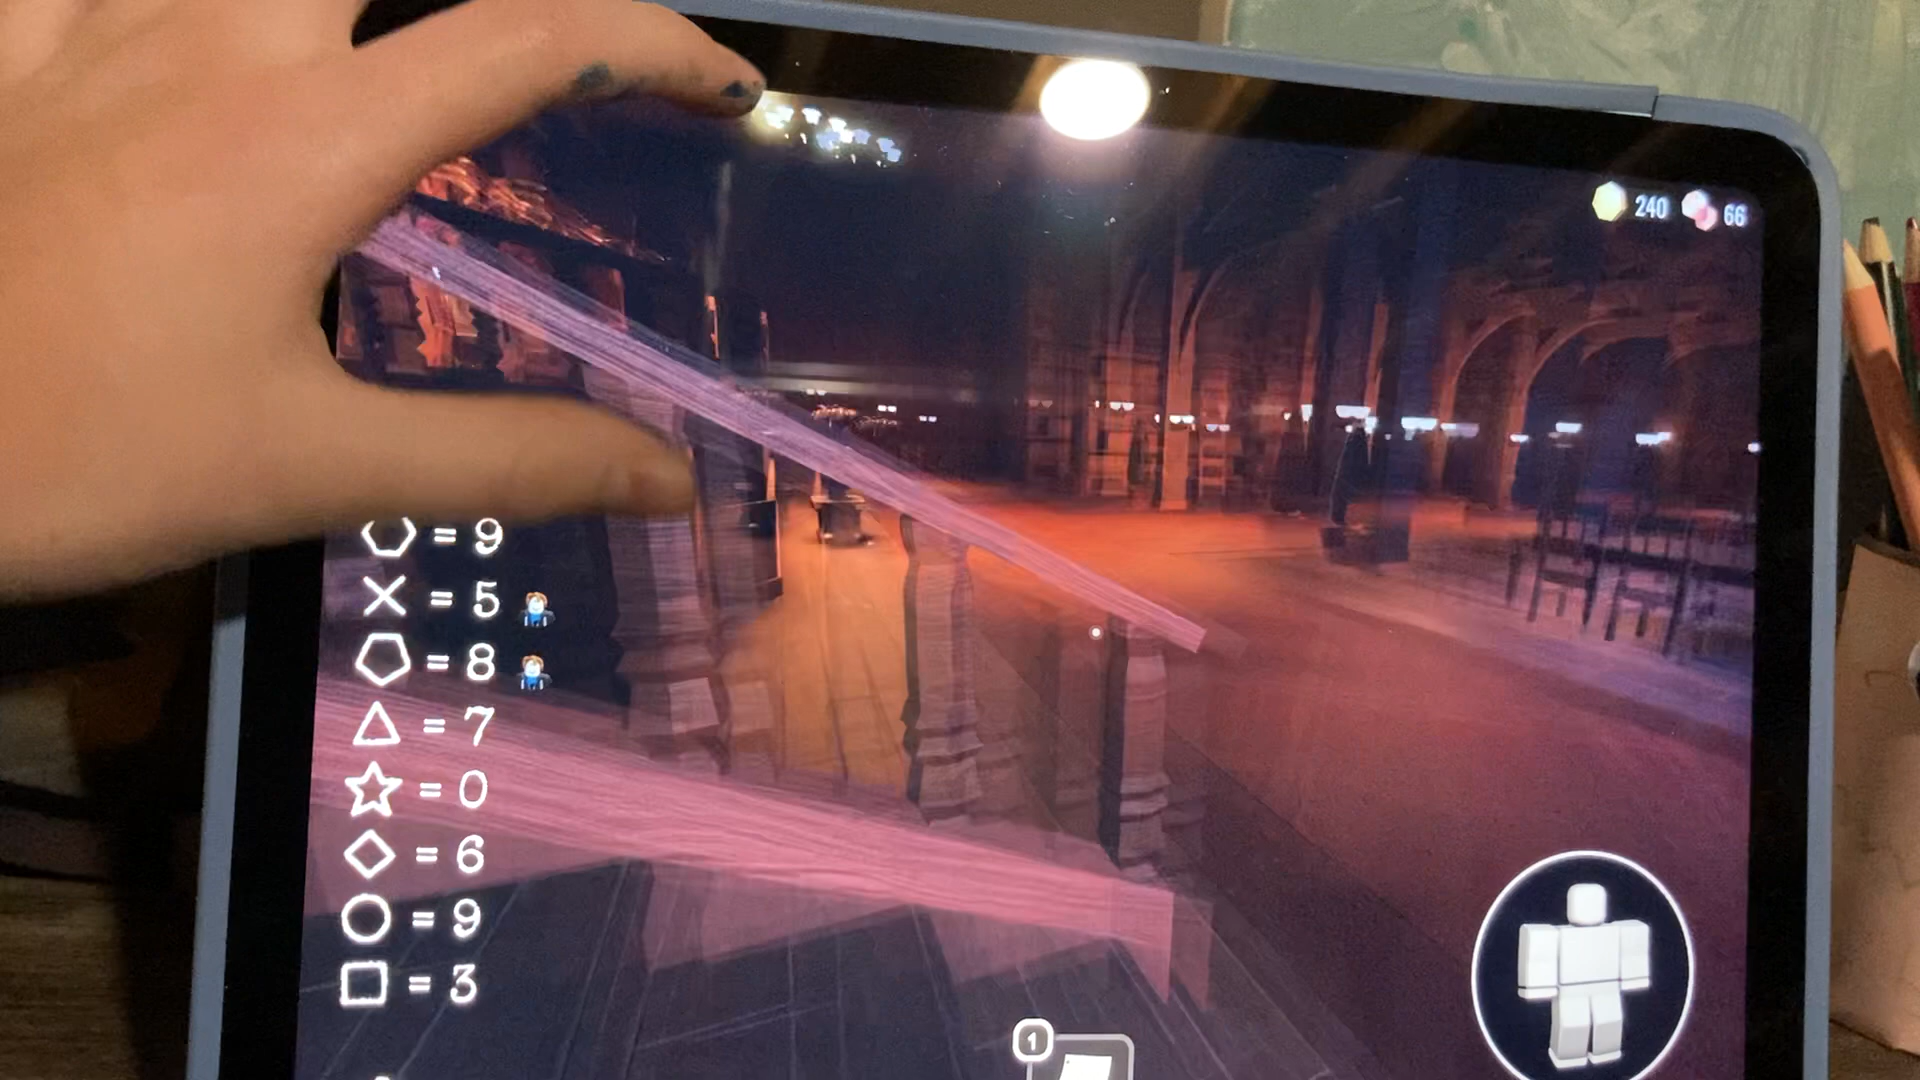 240 66
⬡ = 9
✕ = 5
⬠ = 8
△ = 7
☆ = 0
◇ = 6
○ = 9
□ = 3
1